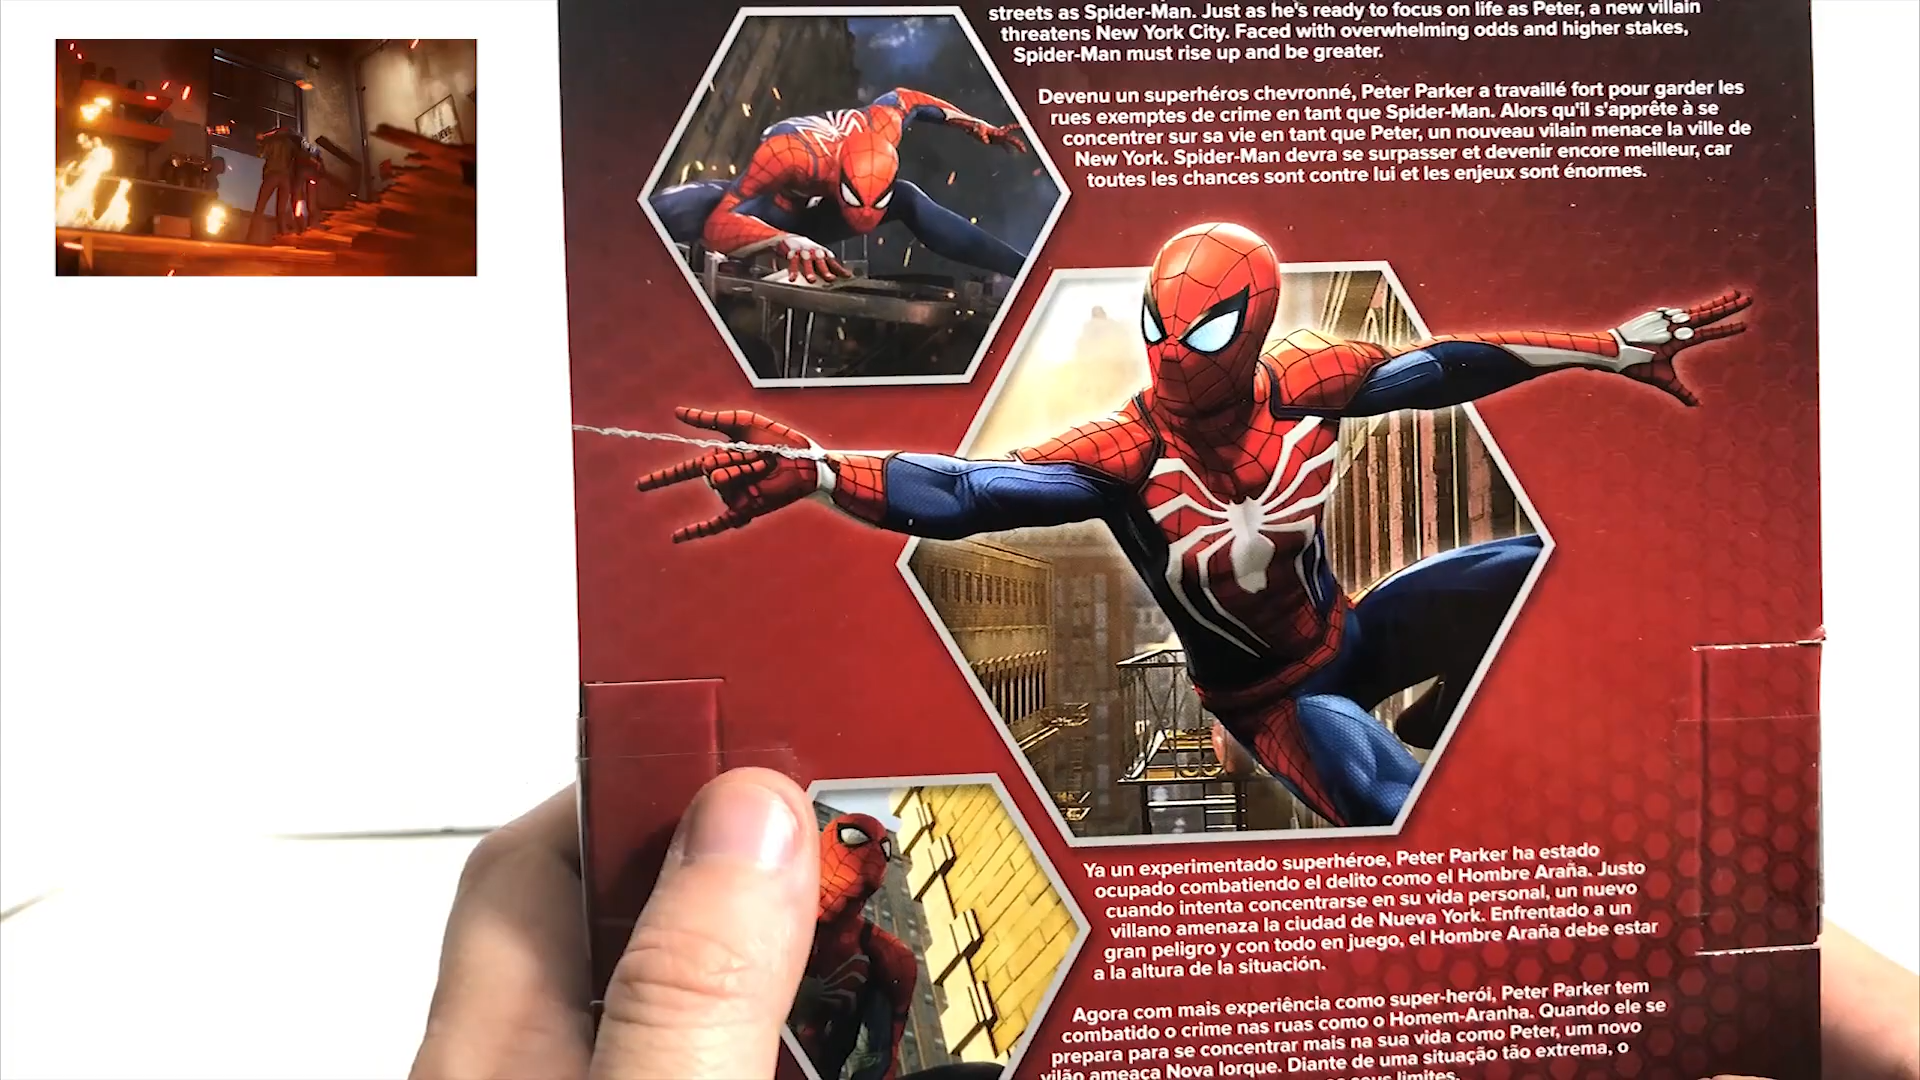 streets as Spider-Man. Just as he's ready to focus on life as Peter, a new villain
threatens New York City. Faced with overwhelming odds and higher stakes,
Spider-Man must rise up and be greater.
Devenu un superhéros chevronné, Peter Parker a travaillé fort pour garder les
rues exemptes de crime en tant que Spider-Man. Alors qu'il s'apprête à se
concentrer sur sa vie en tant que Peter, un nouveau vilain menace la ville de
New York. Spider-Man devra se surpasser et devenir encore meilleur, car
toutes les chances sont contre lui et les enjeux sont énormes.
Ya un experimentado superhéroe, Peter Parker ha estado
ocupado combatiendo el delito como el Hombre Araña. Justo
cuando intenta concentrarse en su vida personal, un nuevo
villano amenaza la ciudad de Nueva York. Enfrentado a un
gran peligro y con todo en juego, el Hombre Araña debe estar
a la altura de la situación.
Agora com mais experiência como super-herói, Peter Parker tem
combatido o crime nas ruas como o Homem-Aranha. Quando ele se
prepara para se concentrar mais na sua vida como Peter, um novo
vilão ameaça Nova Iorque. Diante de uma situação tão extrema, o
seus limites.